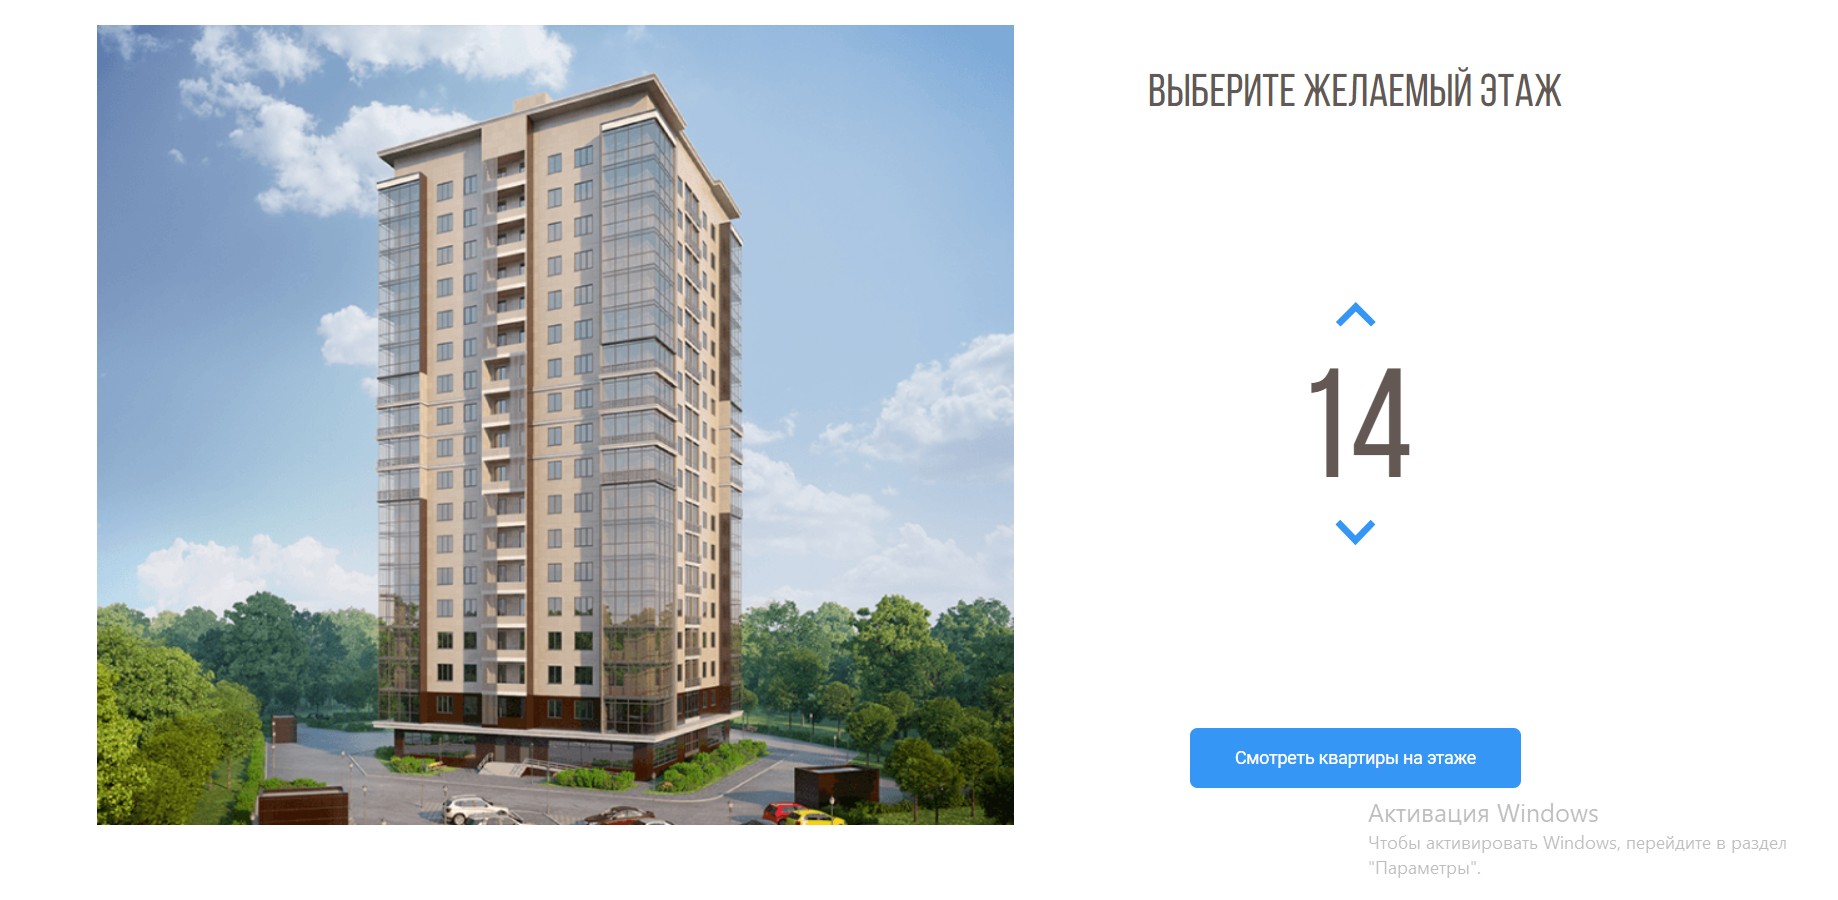 ВЫБЕРИТЕ ЖЕЛАЕМЫЙ ЭТАЖ
14
Смотреть квартиры на этаже
Активация Windows
Чтобы активировать Windows, перейдите в раздел
"Параметры".